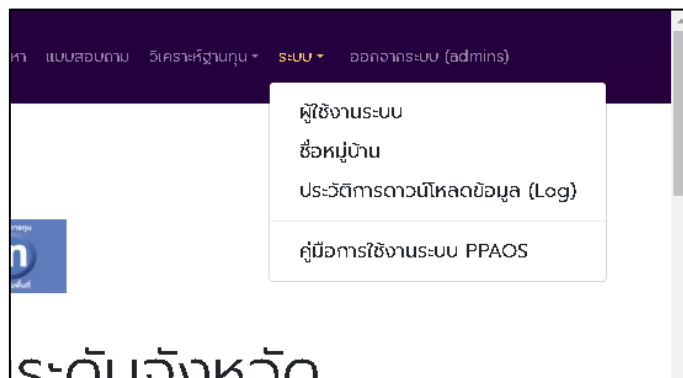 หา แบบสอบถาม วิเคราะห์ฐานทุน ระบบ ออกจากระบบ (admins)
ผู้ใช้งานระบบ
ชื่อหมู่บ้าน
ประวัติการดาวน์โหลดข้อมูล (Log)
คู่มือการใช้งานระบบ PPAOS
ระดับจังหวัด